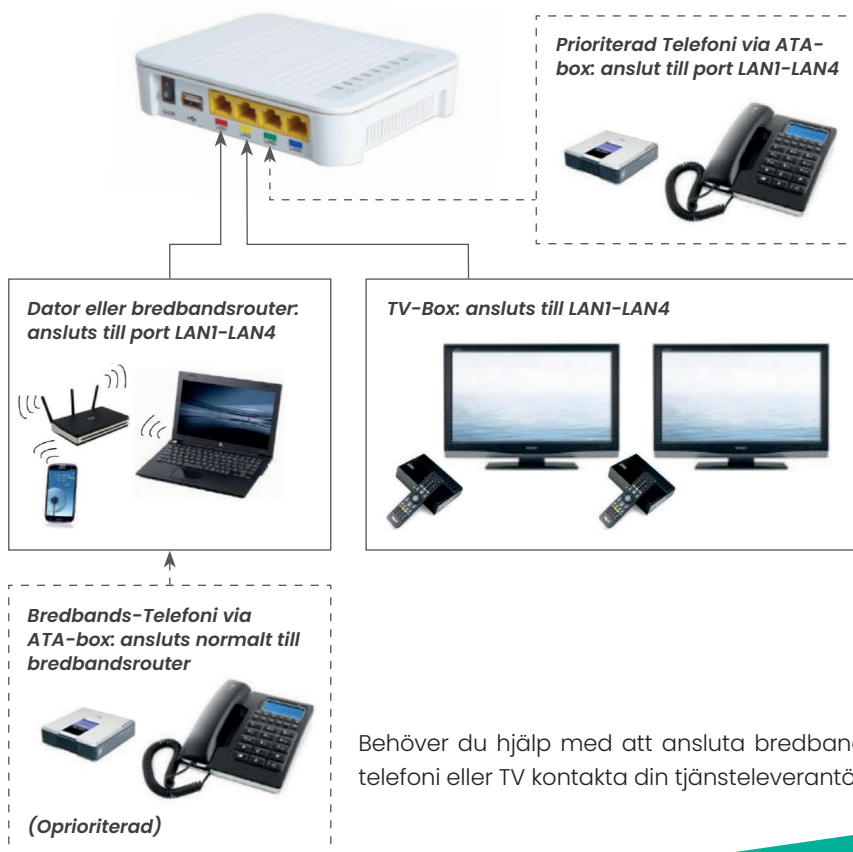 Prioriterad Telefoni via ATA-
box: anslut till port LAN1-LAN4
Dator eller bredbandsrouter:
ansluts till port LAN1-LAN4
TV-Box: ansluts till LAN1-LAN4
Bredbands-Telefoni via
ATA-box: ansluts normalt till
bredbandsrouter
(Oprioriterad)
Behöver du hjälp med att ansluta
telefoni eller TV kontakta din